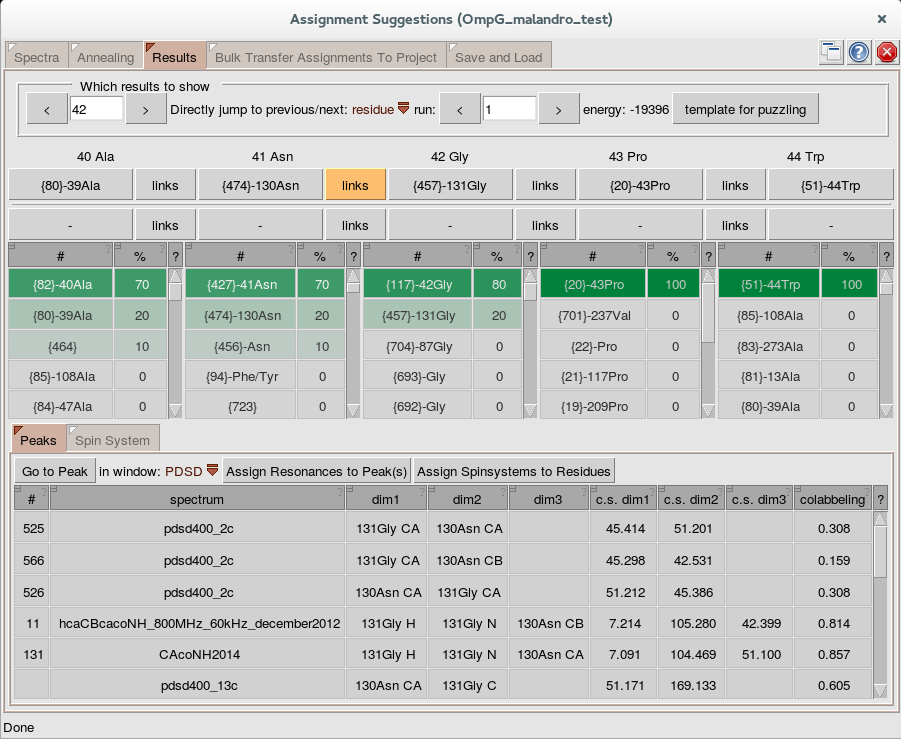 Assignment Suggestions (OmpG_malandro_test) ×
Spectra Annealing Results Bulk Transfer Assignments To Project Save and Load ?
Which results to show
< 42 > Directly jump to previous/next: residue run: < 1 > energy: -19396 template for puzzling
40 Ala 41 Asn 42 Gly 43 Pro 44 Trp
{80}-39Ala links {474}-130Asn links {457}-131Gly links {20}-43Pro links {51}-44Trp
- links - links - links - links -
# % ? # % ? # % ? # % ? # % ?
{82}-40Ala 70 {427}-41Asn 70 {117}-42Gly 80 {20}-43Pro 100 {51}-44Trp 100
{80}-39Ala 20 {474}-130Asn 20 {457}-131Gly 20 {701}-237Val 0 {85}-108Ala 0
{464} 10 {456}-Asn 10 {704}-87Gly 0 {22}-Pro 0 {83}-273Ala 0
{85}-108Ala 0 {94}-Phe/Tyr 0 {693}-Gly 0 {21}-117Pro 0 {81}-13Ala 0
{84}-47Ala 0 {723} 0 {692}-Gly 0 {19}-209Pro 0 {80}-39Ala 0
Peaks Spin System
Go to Peak in window: PDSD Assign Resonances to Peak(s) Assign Spinsystems to Residues
# spectrum dim1 dim2 dim3 c.s. dim1 c.s. dim2 c.s. dim3 colabbeling ?
525 pdsd400_2c 131Gly CA 130Asn CA 45.414 51.201 0.308
566 pdsd400_2c 131Gly CA 130Asn CB 45.298 42.531 0.159
526 pdsd400_2c 130Asn CA 131Gly CA 51.212 45.386 0.308
11 hcaCBcacoNH_800MHz_60kHz_december2012 131Gly H 131Gly N 130Asn CB 7.214 105.280 42.399 0.814
131 CAcoNH2014 131Gly H 131Gly N 130Asn CA 7.091 104.469 51.100 0.857
pdsd400_13c 130Asn CA 131Gly C 51.171 169.133 0.605
Done